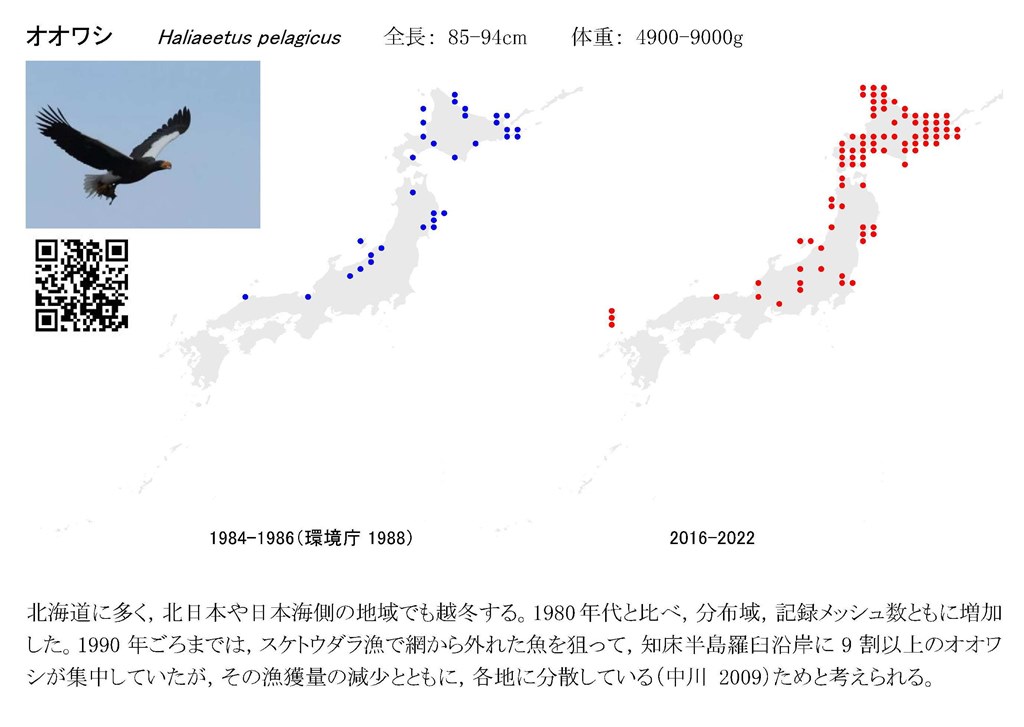 オオワシ Haliaeetus pelagicus 全長： 85-94cm 体重： 4900-9000g
1984-1986（環境庁 1988） 2016-2022
北海道に多く，北日本や日本海側の地域でも越冬する。1980 年代と比べ，分布域，記録メッシュ数ともに増加
した。1990 年ごろまでは，スケトウダラ漁で網から外れた魚を狙って，知床半島羅臼沿岸に 9 割以上のオオワ
シが集中していたが，その漁獲量の減少とともに，各地に分散している（中川 2009）ためと考えられる。